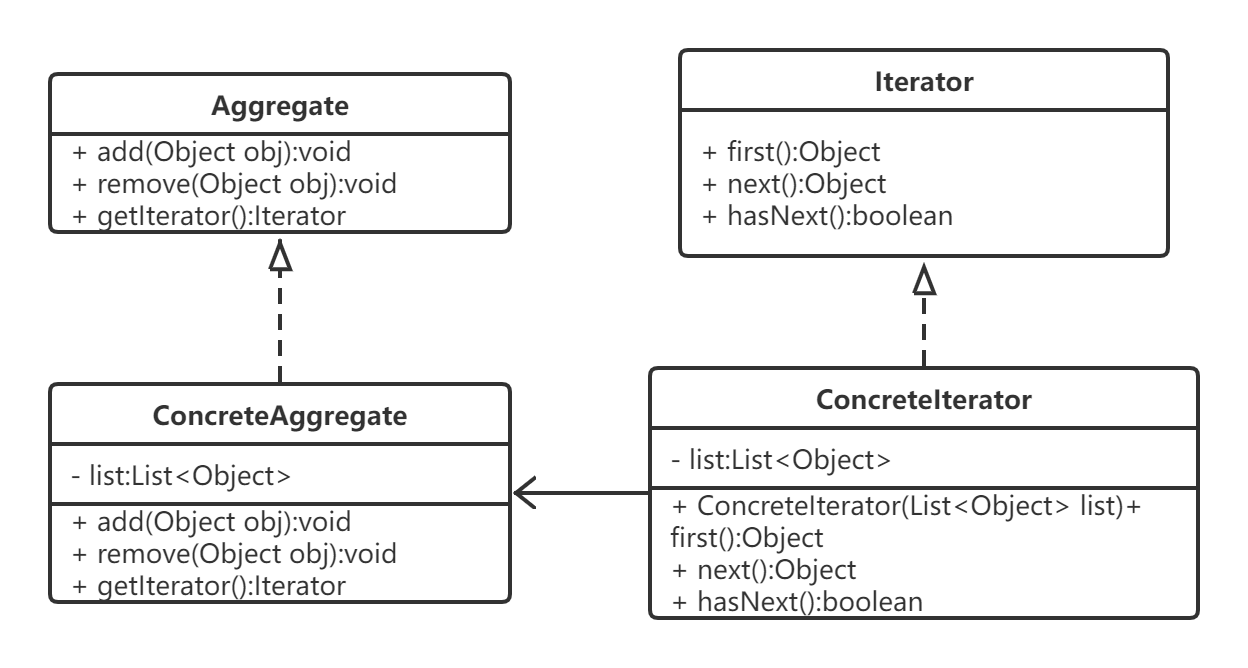 Aggregate
+ add(Object obj):void
+ remove(Object obj):void
+ getIterator():Iterator
Iterator
+ first():Object
+ next():Object
+ hasNext():boolean
ConcreteAggregate
- list:List<Object>
+ add(Object obj):void
+ remove(Object obj):void
+ getIterator():Iterator
ConcreteIterator
- list:List<Object>
+ ConcreteIterator(List<Object> list)+
first():Object
+ next():Object
+ hasNext():boolean